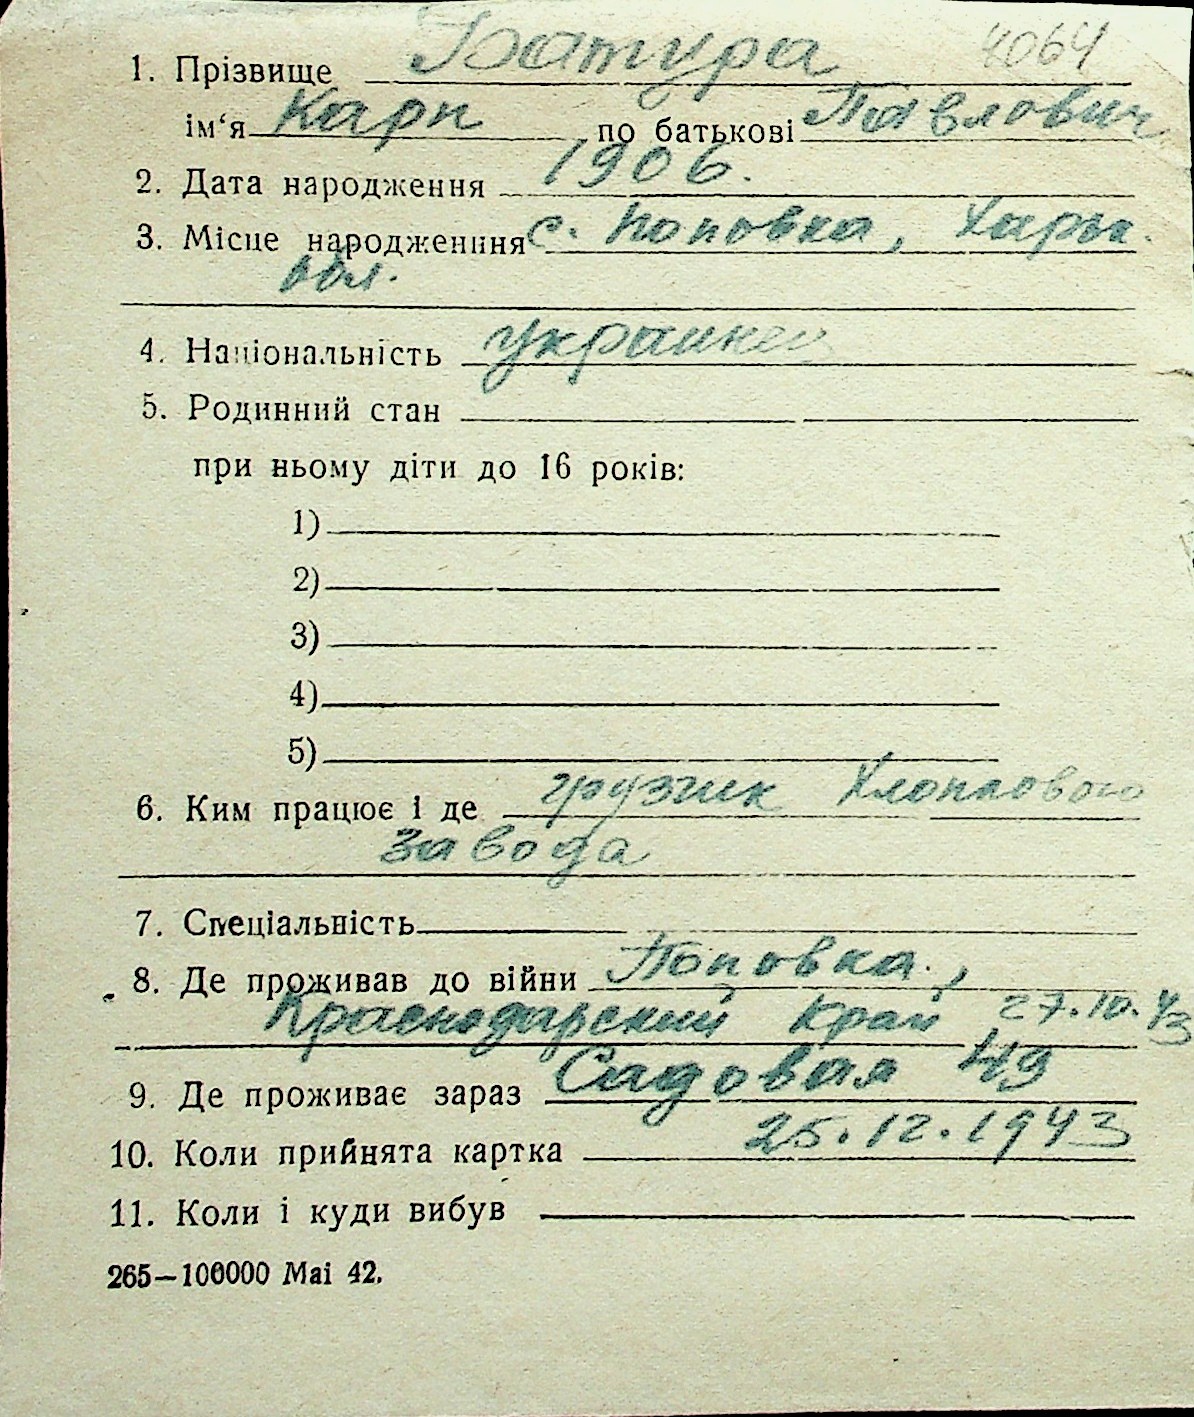 1. Прізвище Батура 4064
ім‘я Карп по батькові Павлович
2. Дата народження 1906.
3. Місце народженння с. Поповка, Харьк.
обл.
4. Національність украинец
5. Родинний стан
при ньому діти до 16 років:
1)
2)
3)
4)
5)
6. Ким працює і де грузчик Хлопкового
завода
7. Спеціальність
8. Де проживав до війни Поповка,
Краснодарский край 27.10.43
9. Де проживає зараз Садовая 49
10. Коли прийнята картка 25.12.1943
11. Коли і куди вибув
265—100000 Mai 42.